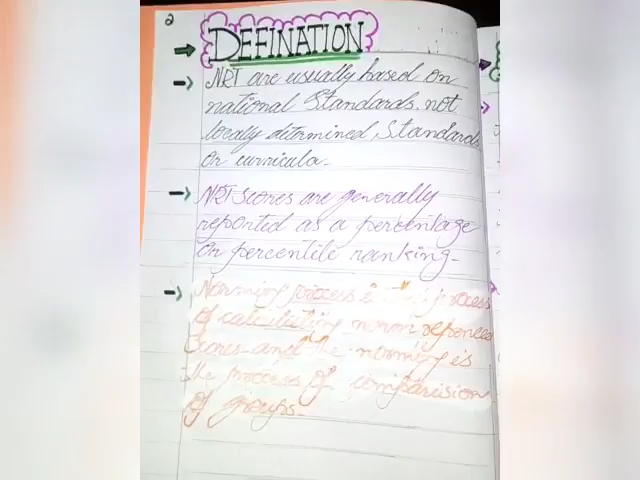 2
DEFINATION
NRT are usually based on
national Standards. not
locally determined Standards
or curricula.
NRT scores are generally
reported as a percentage
or percentile ranking.
Norming process is the process
of calculating norm refences
Scores and the norming is
the process of comparision
of groups.